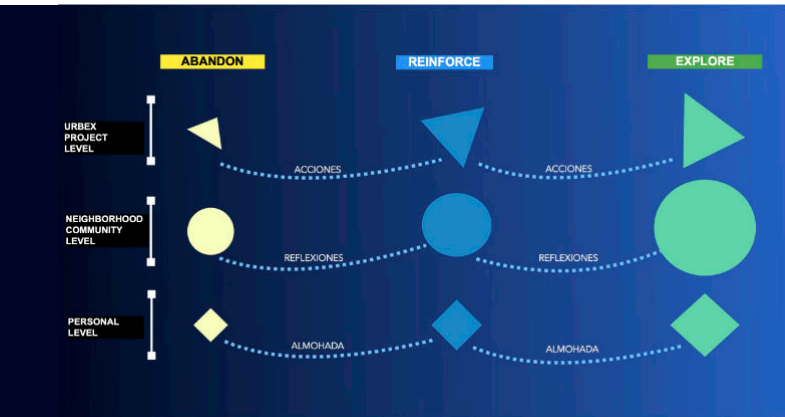 ABANDON
REINFORCE
EXPLORE
URBEX
PROJECT
LEVEL
ACCIONES
ACCIONES
NEIGHBORHOOD
COMMUNITY
LEVEL
REFLEXIONES
REFLEXIONES
PERSONAL
LEVEL
ALMOHADA
ALMOHADA